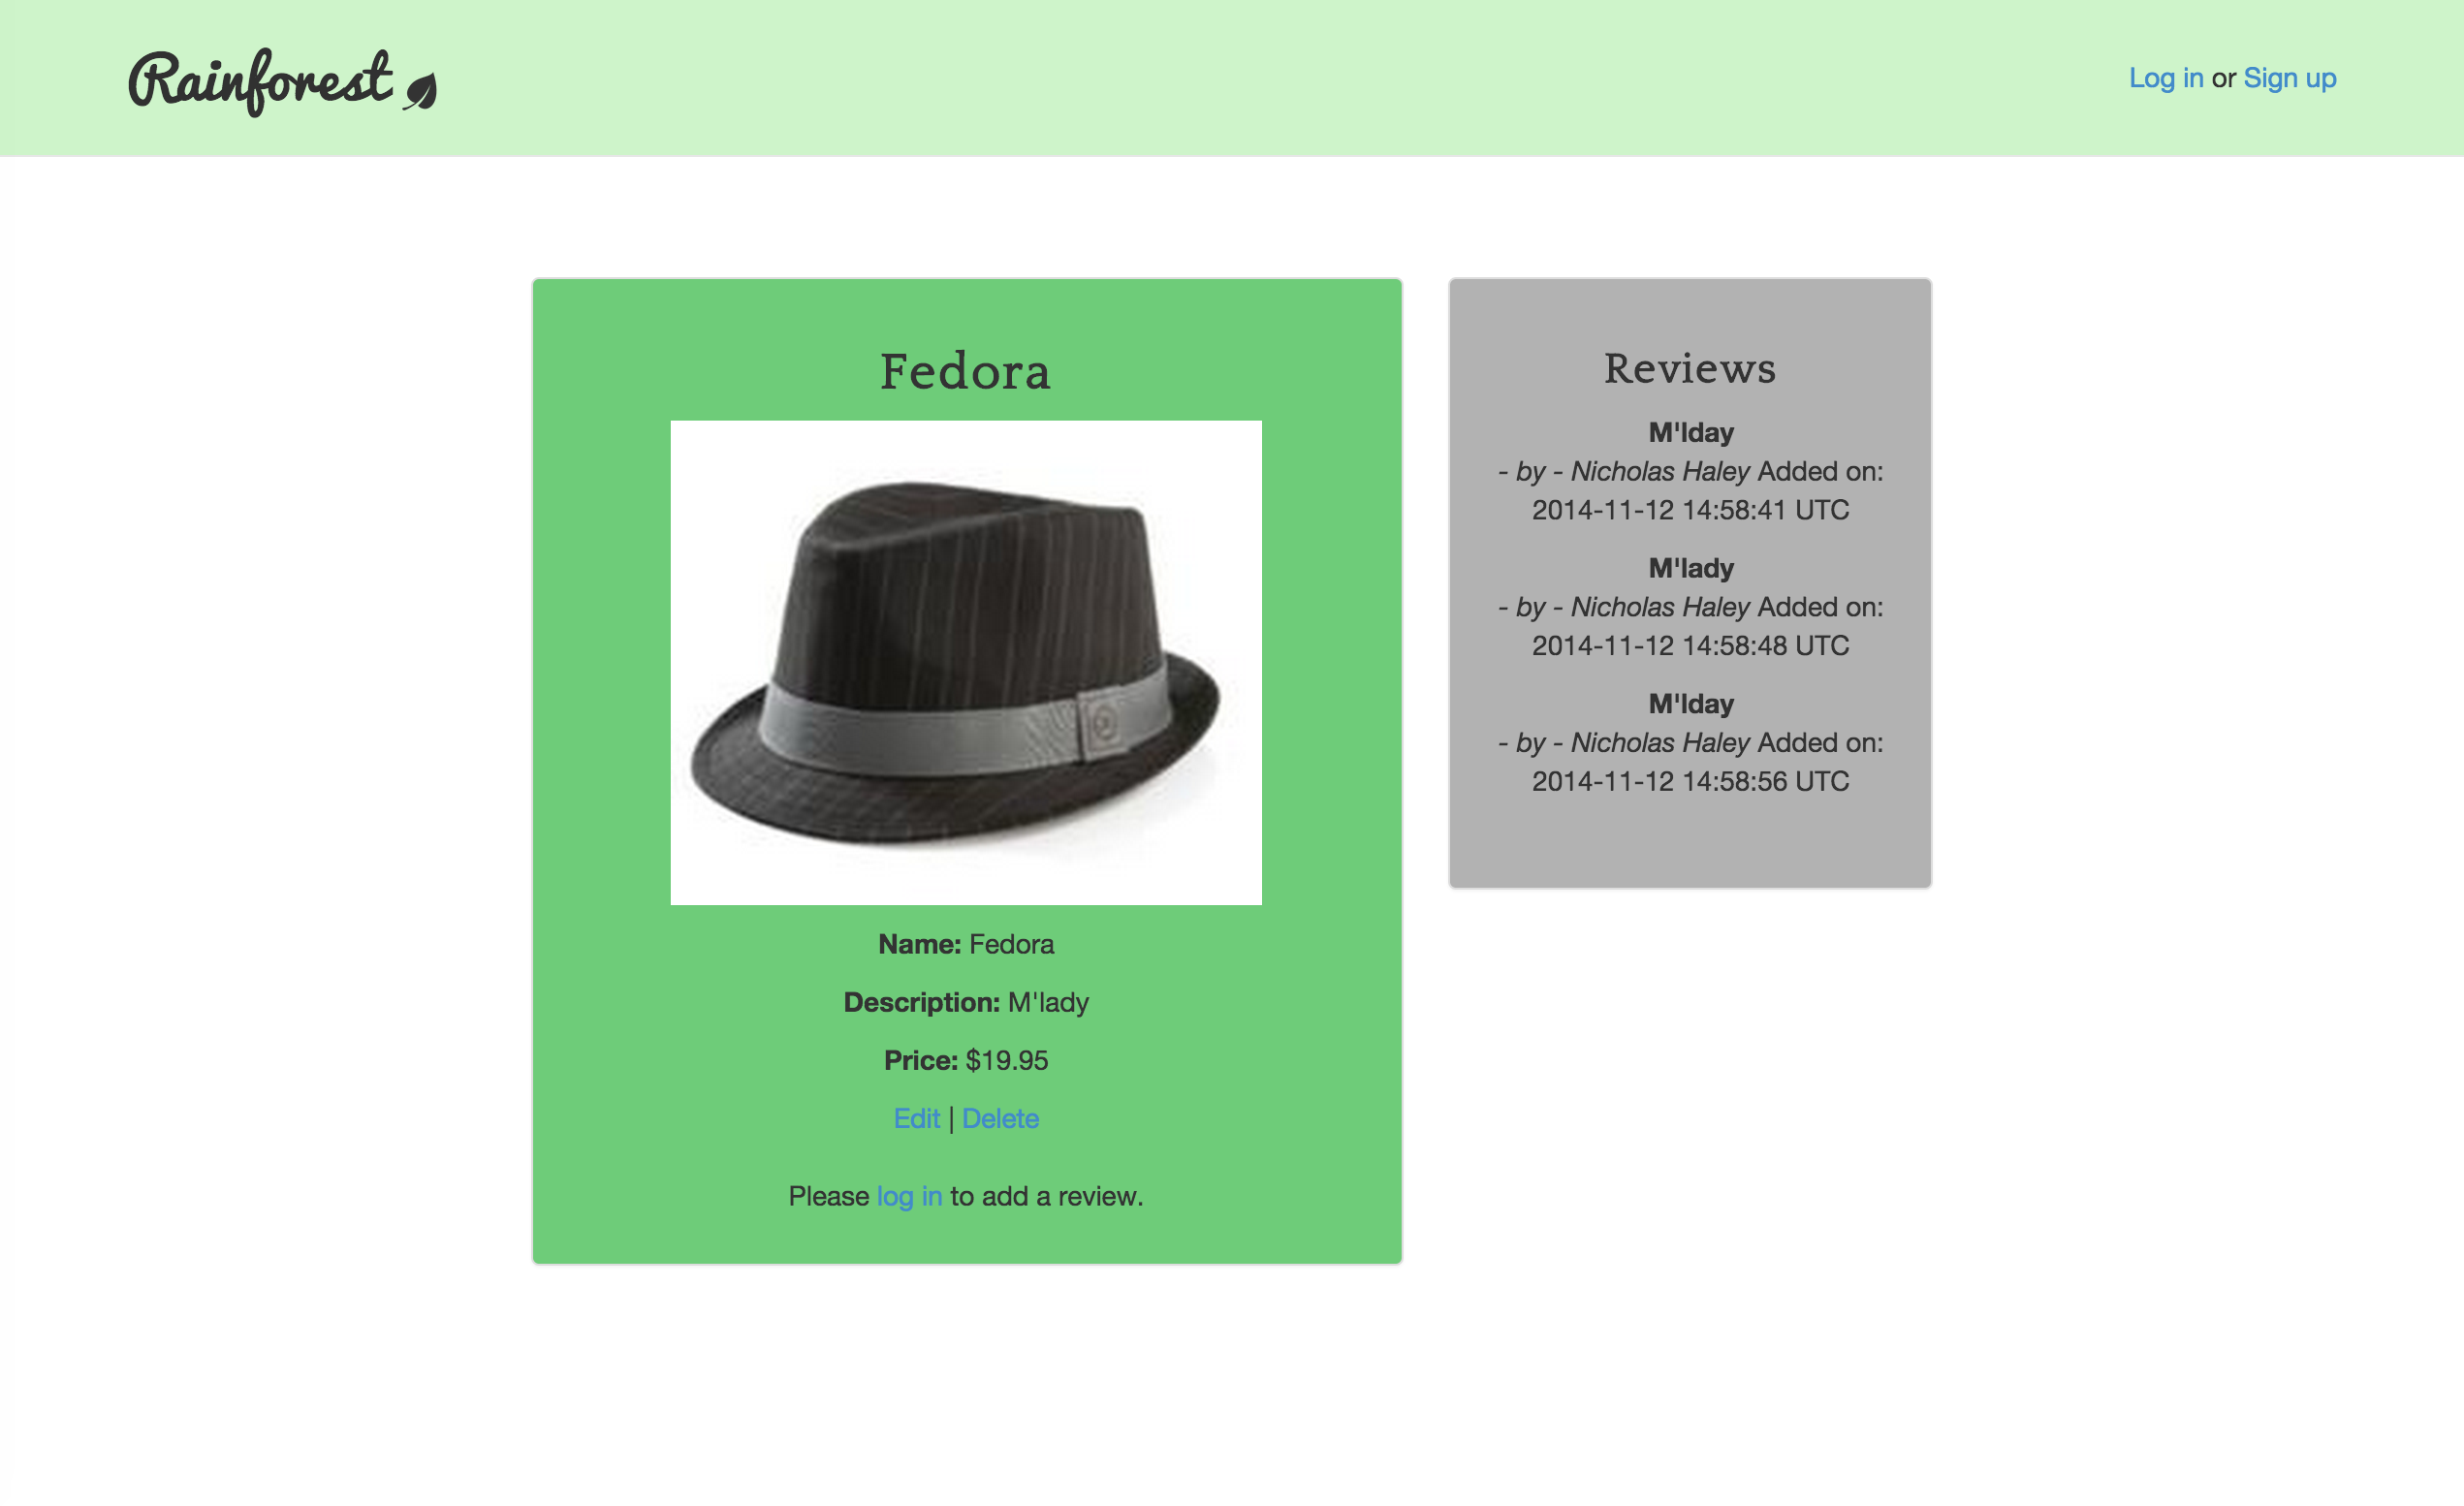 Rainforest
Log in or Sign up
Fedora
Name: Fedora
Description: M'lady
Price: $19.95
Edit | Delete
Please log in to add a review.
Reviews
M'lday
- by - Nicholas Haley Added on:
2014-11-12 14:58:41 UTC
M'lady
- by - Nicholas Haley Added on:
2014-11-12 14:58:48 UTC
M'lday
- by - Nicholas Haley Added on:
2014-11-12 14:58:56 UTC